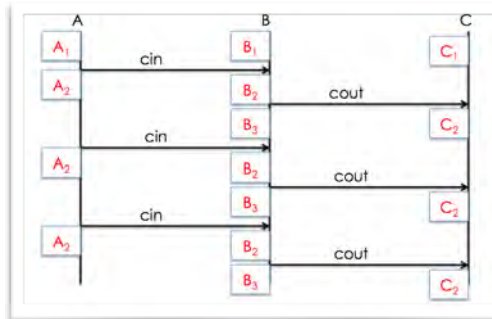 A B C
A₁ B₁ C₁
cin
A₂ B₂
cout
B₃ C₂
cin
A₂ B₂
cout
B₃ C₂
cin
A₂ B₂
cout
B₃ C₂